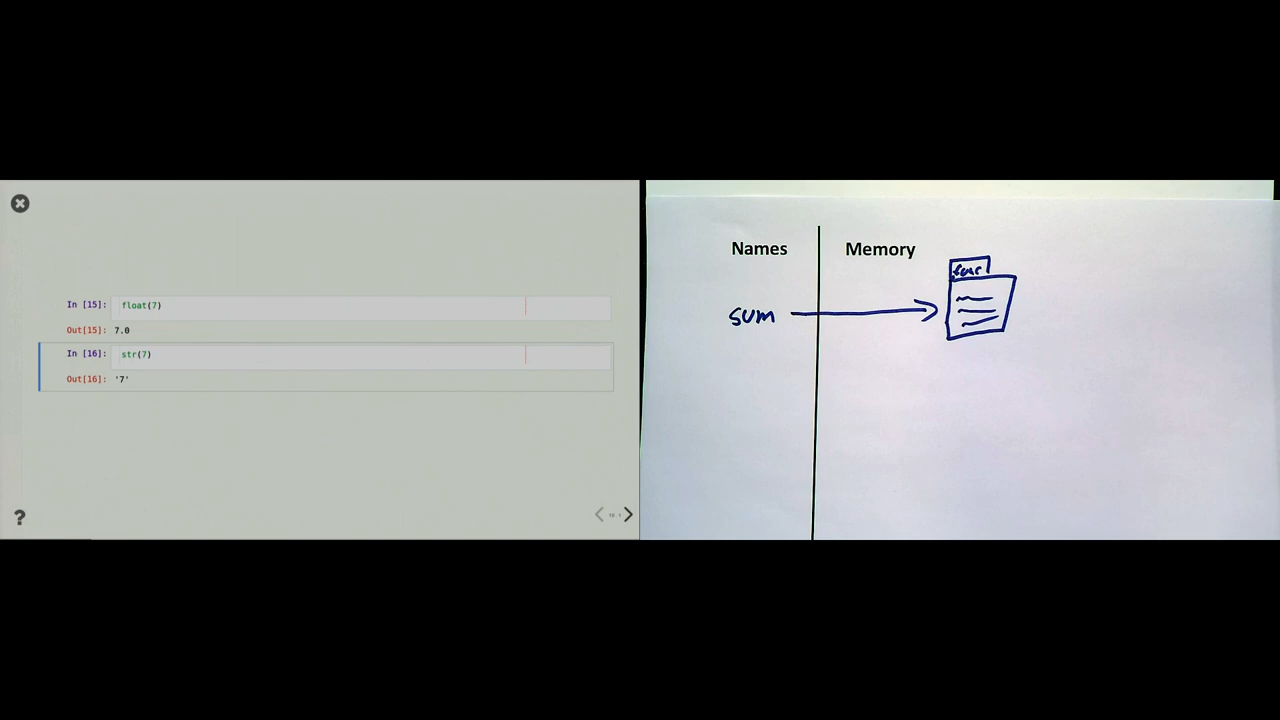 In [15]: float(7)
Out[15]: 7.0
In [16]: str(7)
Out[16]: '7'
?
Names Memory
func
sum